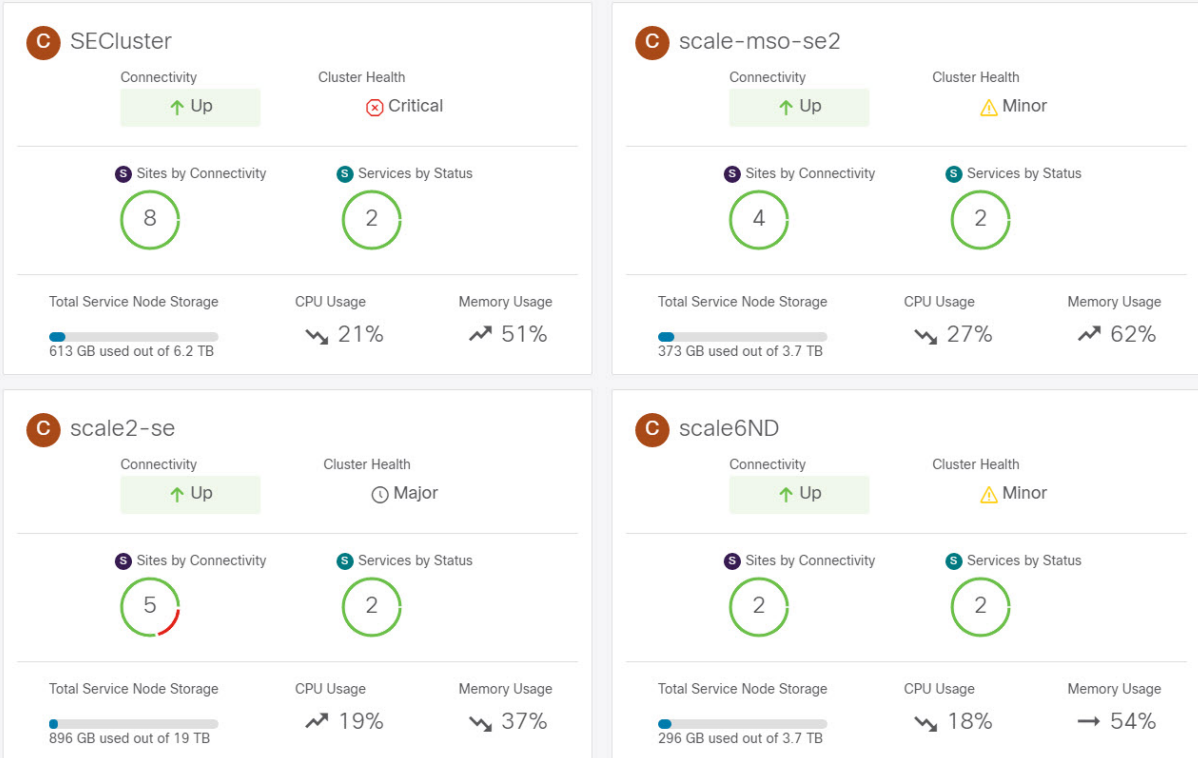 C SECluster
Connectivity Cluster Health
Up Critical
S Sites by Connectivity S Services by Status
8 2
Total Service Node Storage CPU Usage Memory Usage
21% 51%
613 GB used out of 6.2 TB
C scale-mso-se2
Connectivity Cluster Health
Up Minor
S Sites by Connectivity S Services by Status
4 2
Total Service Node Storage CPU Usage Memory Usage
27% 62%
373 GB used out of 3.7 TB
C scale2-se
Connectivity Cluster Health
Up Major
S Sites by Connectivity S Services by Status
5 2
Total Service Node Storage CPU Usage Memory Usage
19% 37%
896 GB used out of 19 TB
C scale6ND
Connectivity Cluster Health
Up Minor
S Sites by Connectivity S Services by Status
2 2
Total Service Node Storage CPU Usage Memory Usage
18% 54%
296 GB used out of 3.7 TB